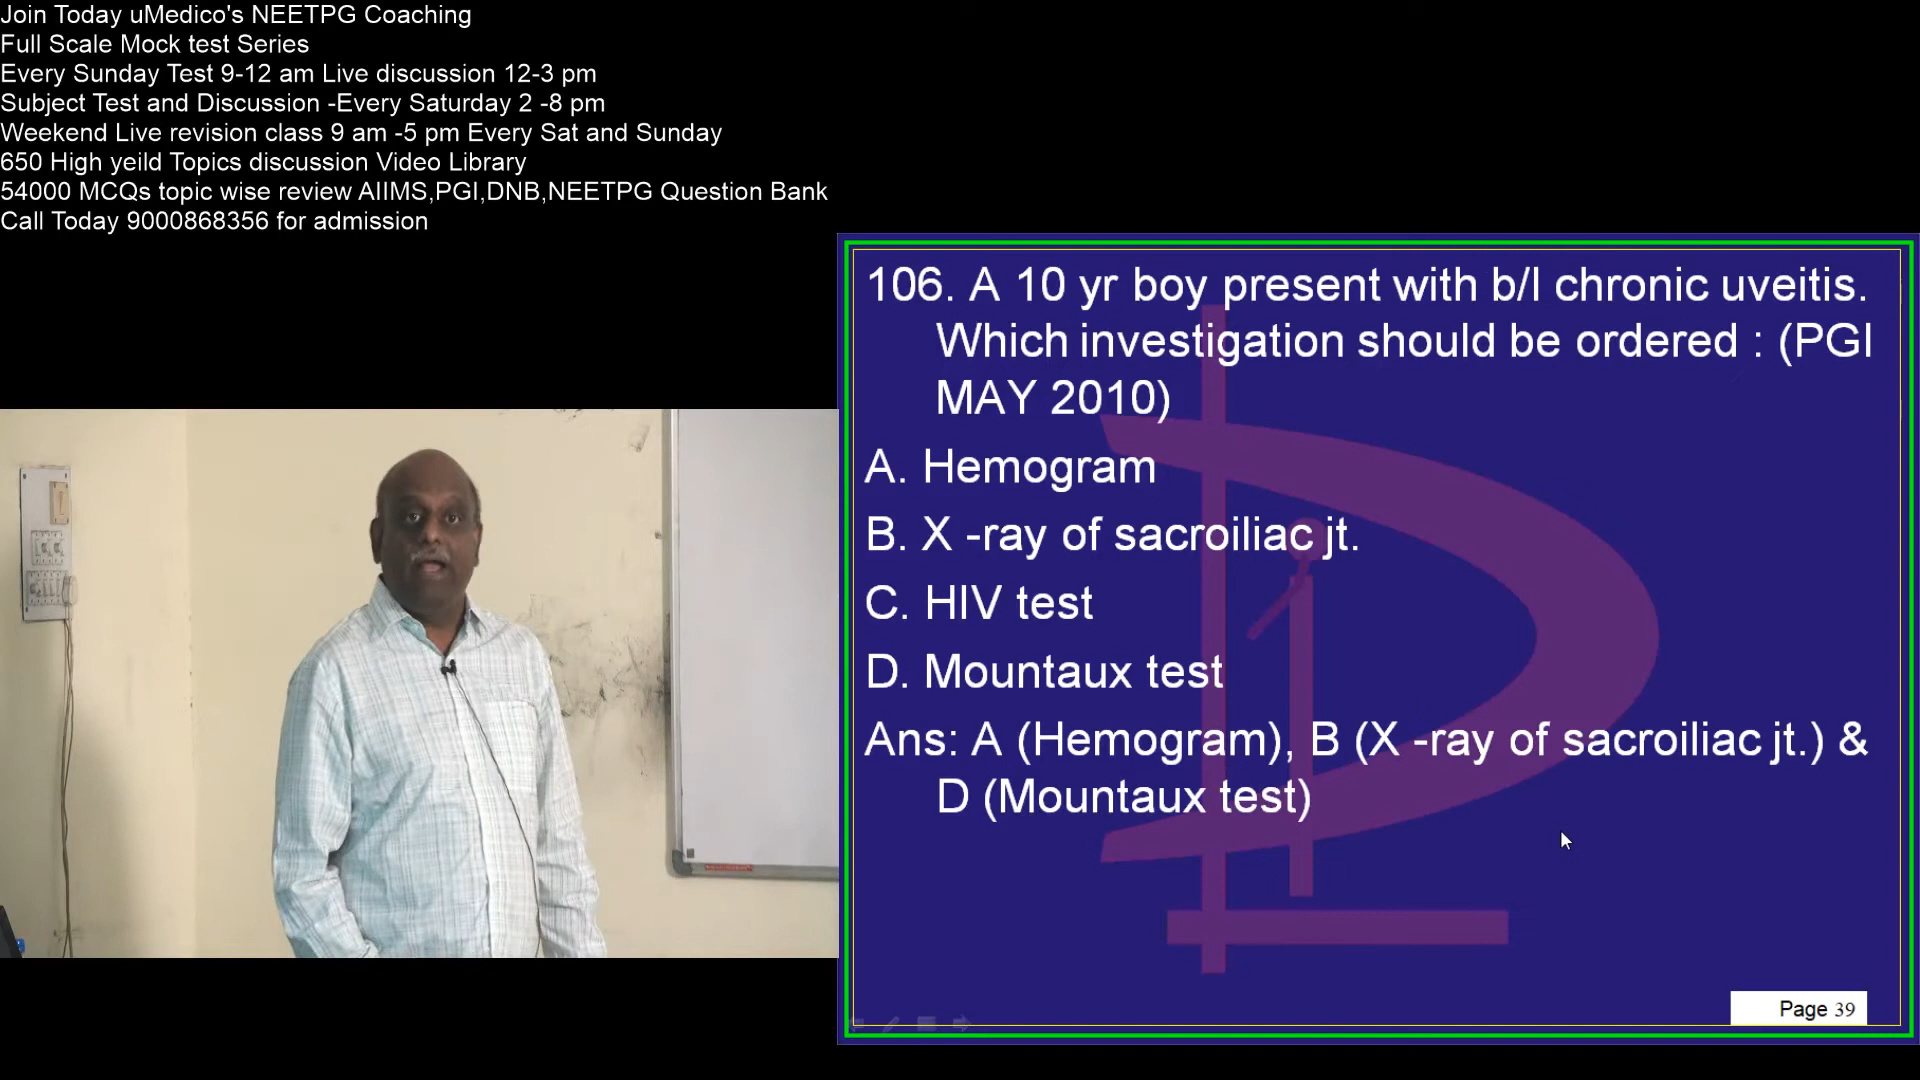 Join Today uMedico's NEETPG Coaching
Full Scale Mock test Series
Every Sunday Test 9-12 am Live discussion 12-3 pm
Subject Test and Discussion -Every Saturday 2 -8 pm
Weekend Live revision class 9 am -5 pm Every Sat and Sunday
650 High yeild Topics discussion Video Library
54000 MCQs topic wise review AIIMS,PGI,DNB,NEETPG Question Bank
Call Today 9000868356 for admission
106. A 10 yr boy present with b/l chronic uveitis.
Which investigation should be ordered : (PGI
MAY 2010)
A. Hemogram
B. X -ray of sacroiliac jt.
C. HIV test
D. Mountaux test
Ans: A (Hemogram), B (X -ray of sacroiliac jt.) &
D (Mountaux test)
Page 39